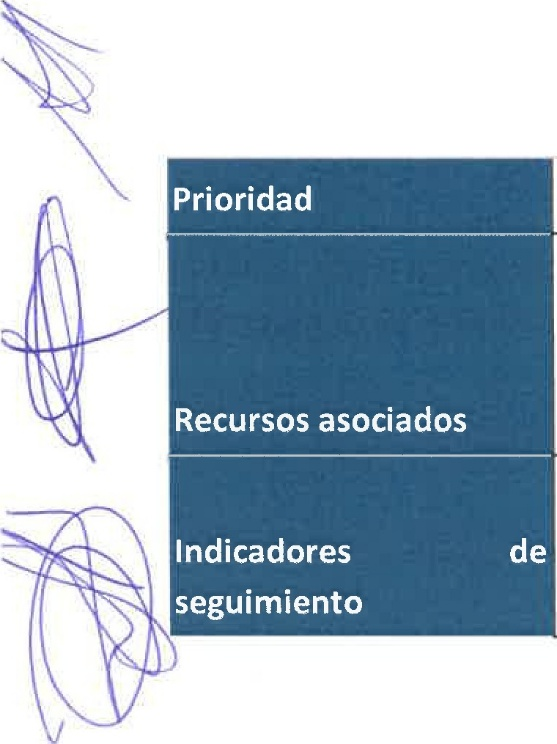 Prioridad
Recursos asociados
Indicadores de
seguimiento